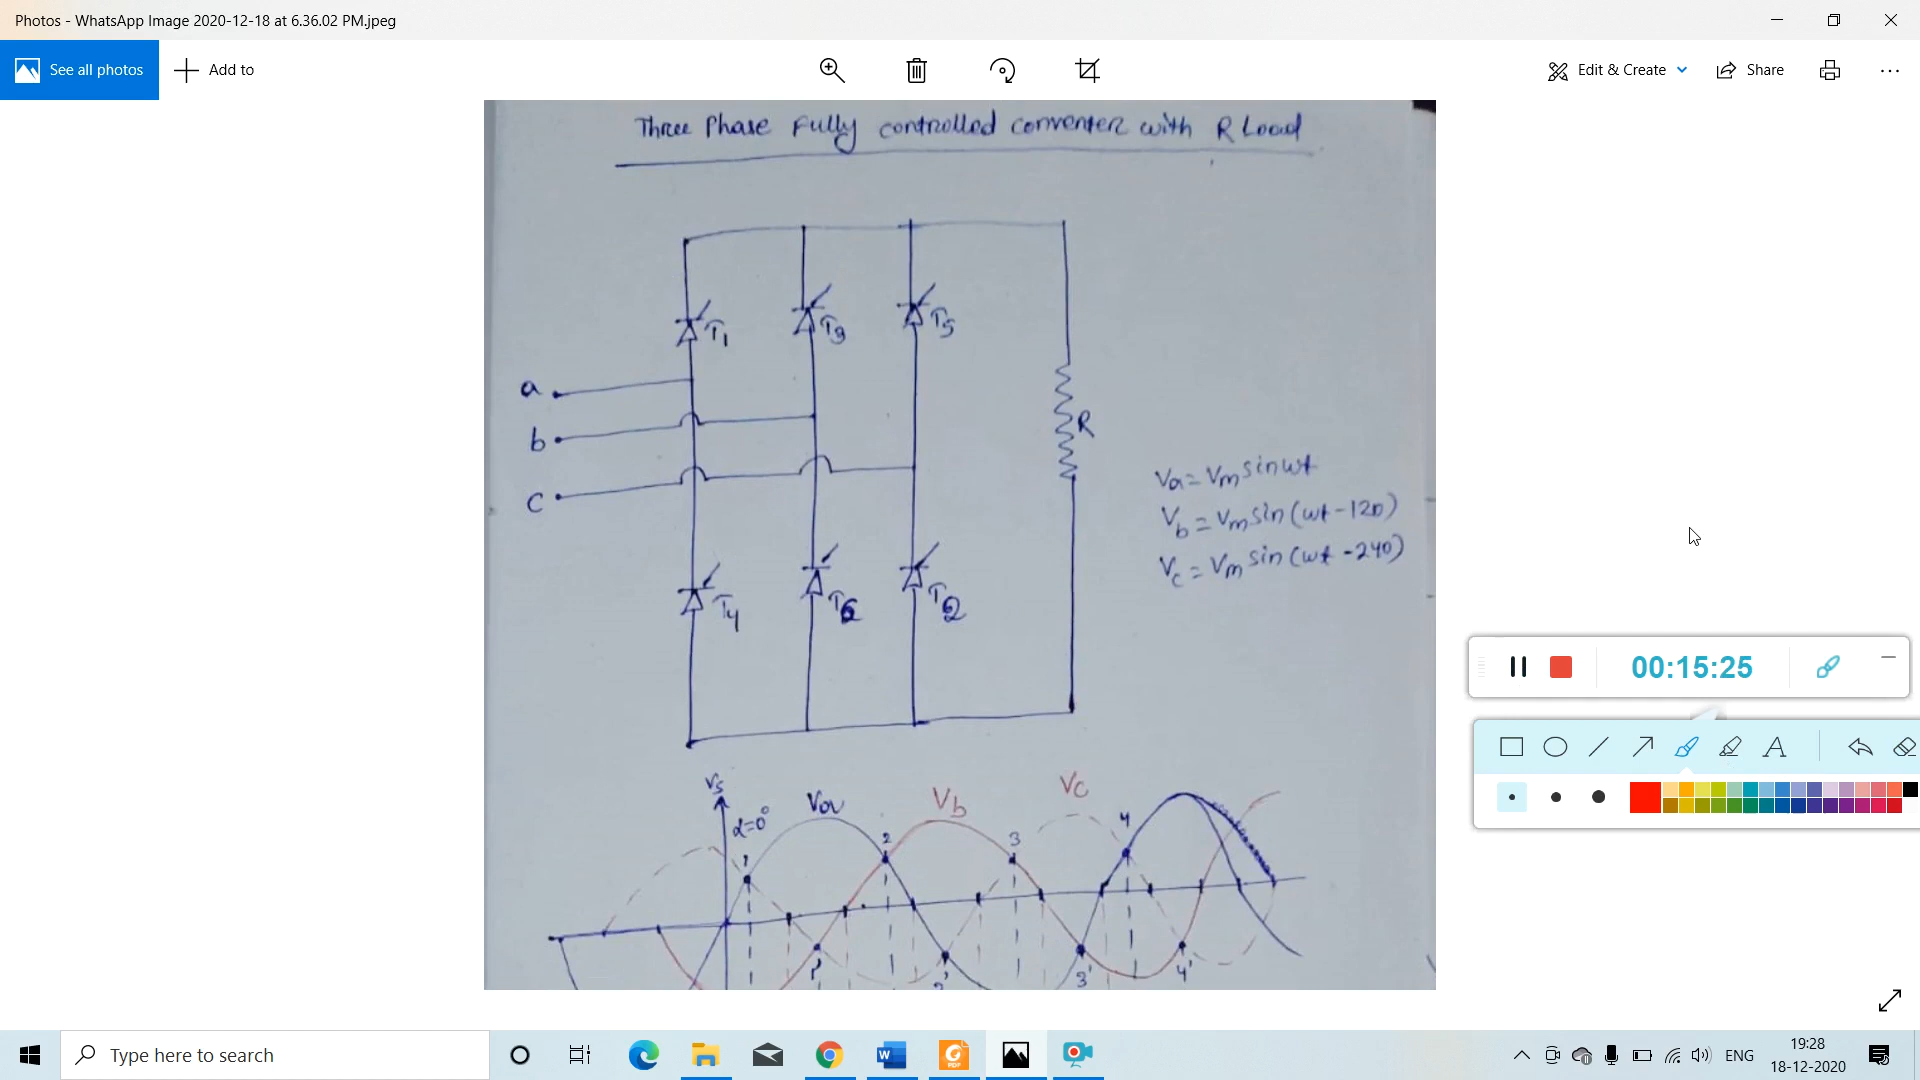 Photos - WhatsApp Image 2020-12-18 at 6.36.02 PM.jpeg
See all photos
Add to
Edit & Create
Share
Three Phase Fully controlled converter with R Load
T1
T3
T5
a
b
c
R
Va = Vm sin wt
Vb = Vm sin (wt - 120)
Vc = Vm sin (wt - 240)
T4
T6
T2
00:15:25
A
Vs
α=0°
Va
Vb
Vc
1
2
3
4
1'
2'
3'
4'
Type here to search
ENG
19:28
18-12-2020